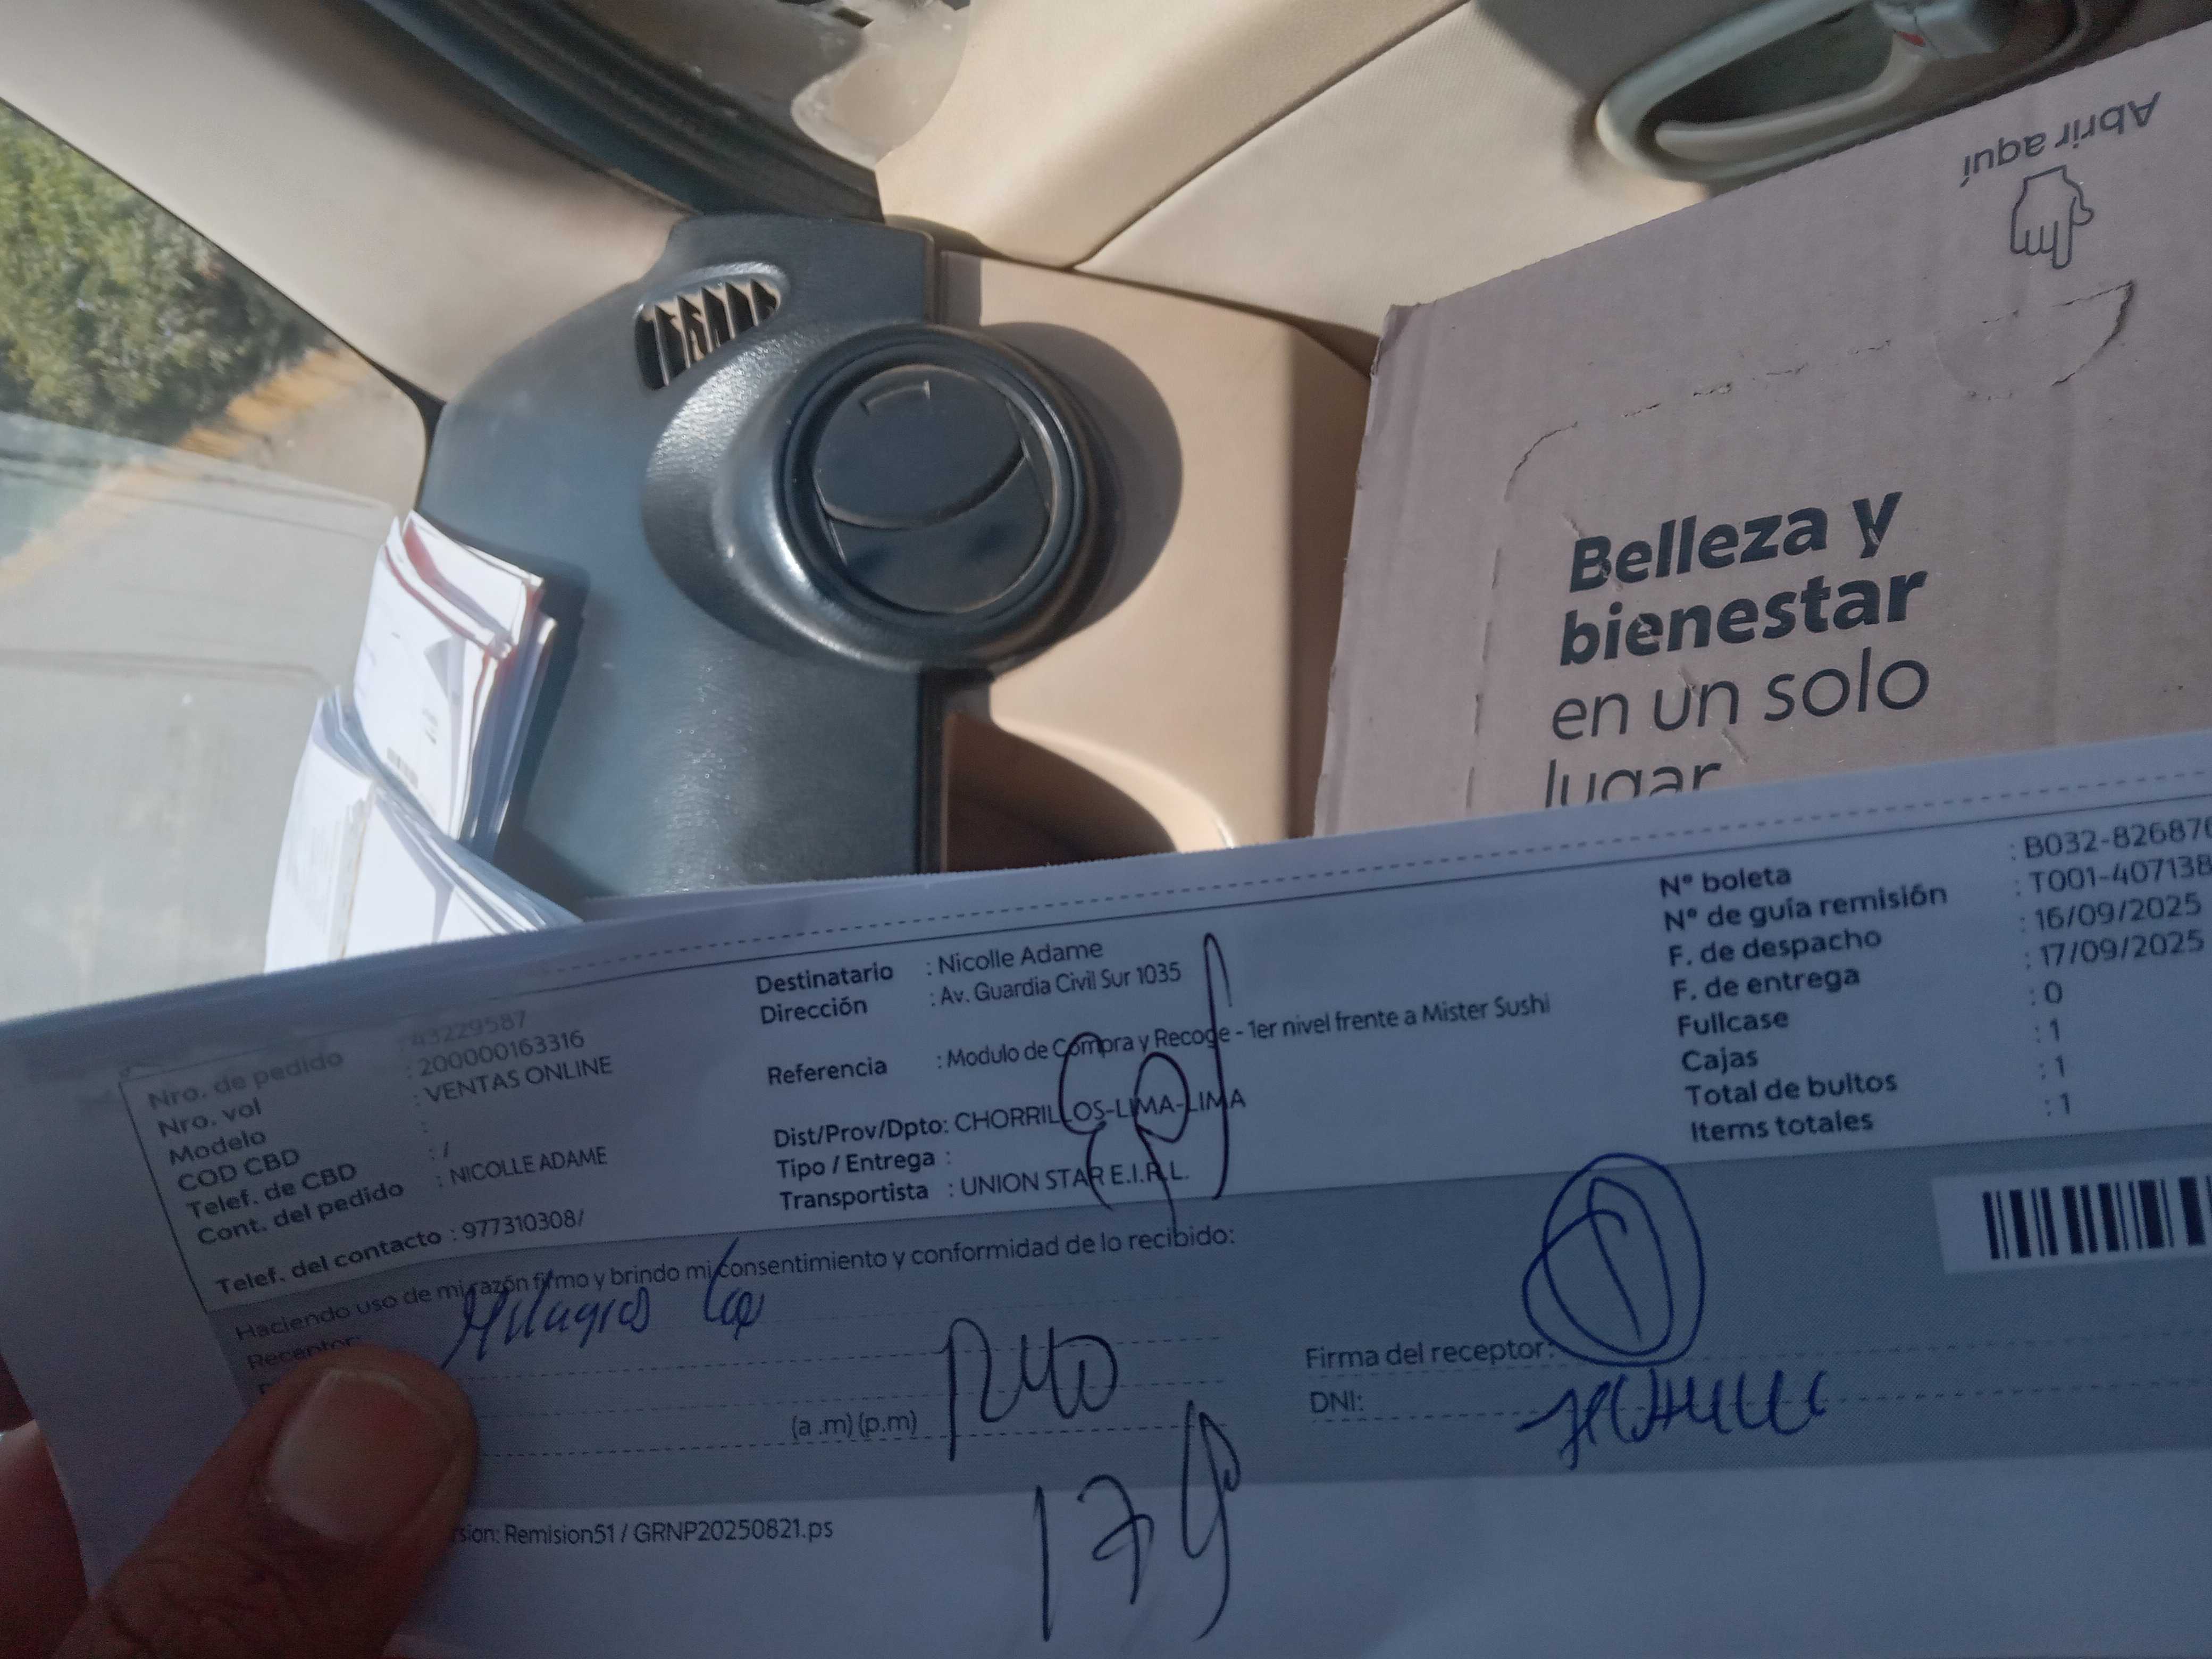 Abrir aquí
Belleza y
bienestar
en un solo
lugar
Nro. de pedido : 43229587
Nro. vol : 200000163316
Modelo : VENTAS ONLINE
COD CBD :
Telef. de CBD : /
Cont. del pedido : NICOLLE ADAME
Telef. del contacto : 977310308/
Destinatario : Nicolle Adame
Dirección : Av. Guardia Civil Sur 1035
Referencia : Modulo de Compra y Recoge - 1er nivel frente a Mister Sushi
Dist/Prov/Dpto: CHORRILLOS-LIMA-LIMA
Tipo / Entrega :
Transportista : UNION STAR E.I.R.L.
N° boleta : B032-826870
N° de guía remisión : T001-407138
F. de despacho : 16/09/2025
F. de entrega : 17/09/2025
Fullcase : 0
Cajas : 1
Total de bultos : 1
Items totales : 1
Haciendo uso de mi razón firmo y brindo mi consentimiento y conformidad de lo recibido:
Receptor: Milagros
(a .m) (p.m)
Firma del receptor:
DNI:
rsion: Remision51 / GRNP20250821.ps